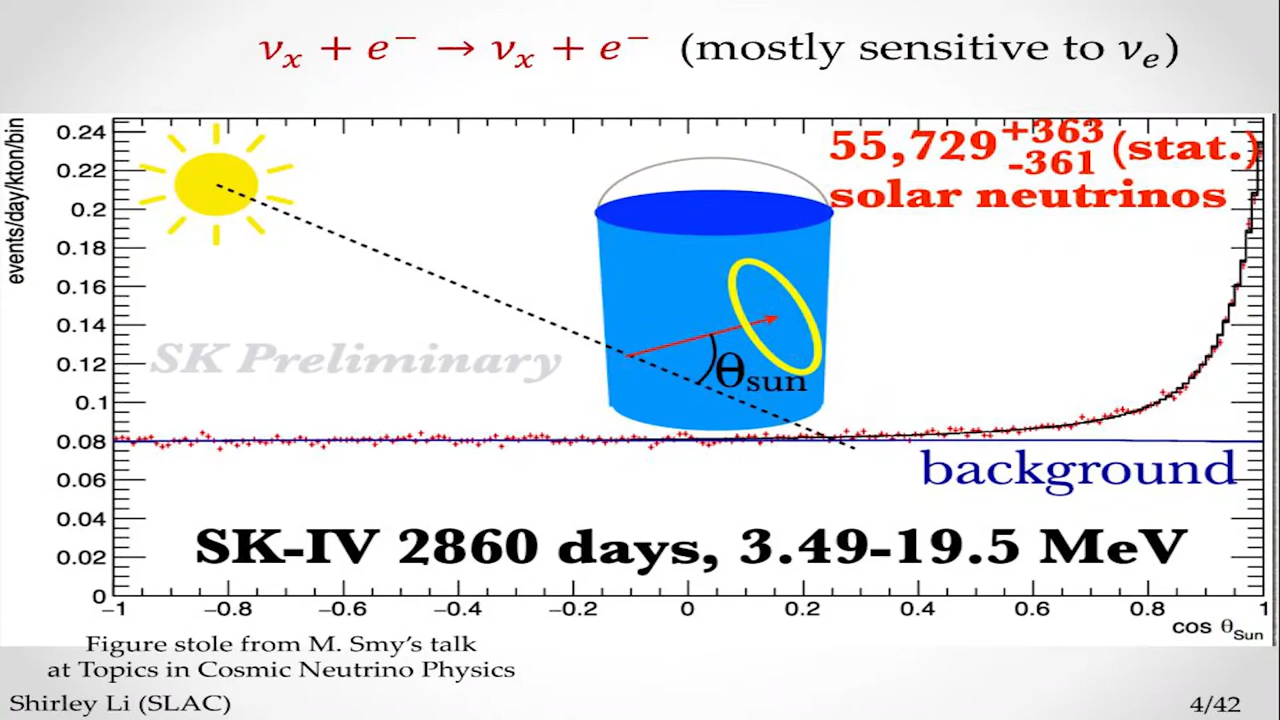 νₓ + e⁻ → νₓ + e⁻ (mostly sensitive to νₑ)
events/day/kton/bin
0.24
0.22
0.2
0.18
0.16
0.14
0.12
0.1
0.08
0.06
0.04
0.02
0
55,729 +363 -361 (stat.)
solar neutrinos
SK Preliminary
θsun
background
SK-IV 2860 days, 3.49-19.5 MeV
−1 −0.8 −0.6 −0.4 −0.2 0 0.2 0.4 0.6 0.8 1
cos θSun
Figure stole from M. Smy’s talk
at Topics in Cosmic Neutrino Physics
Shirley Li (SLAC) 4/42